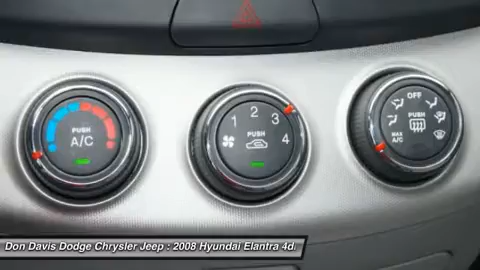 PUSH
A/C
1 2 3 4
PUSH
OFF
PUSH
MAX
A/C
Don Davis Dodge Chrysler Jeep : 2008 Hyundai Elantra 4d.